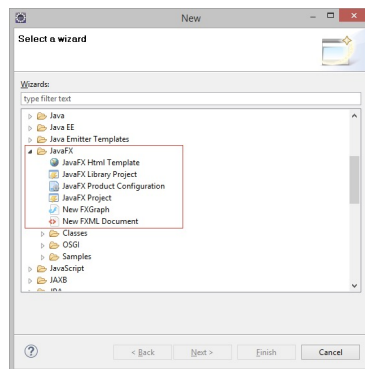 New
Select a wizard
Wizards:
type filter text
Java
Java EE
Java Emitter Templates
JavaFX
JavaFX Html Template
JavaFX Library Project
JavaFX Product Configuration
JavaFX Project
New FXGraph
New FXML Document
Classes
OSGI
Samples
JavaScript
JAXB
JPA
?
< Back
Next >
Finish
Cancel